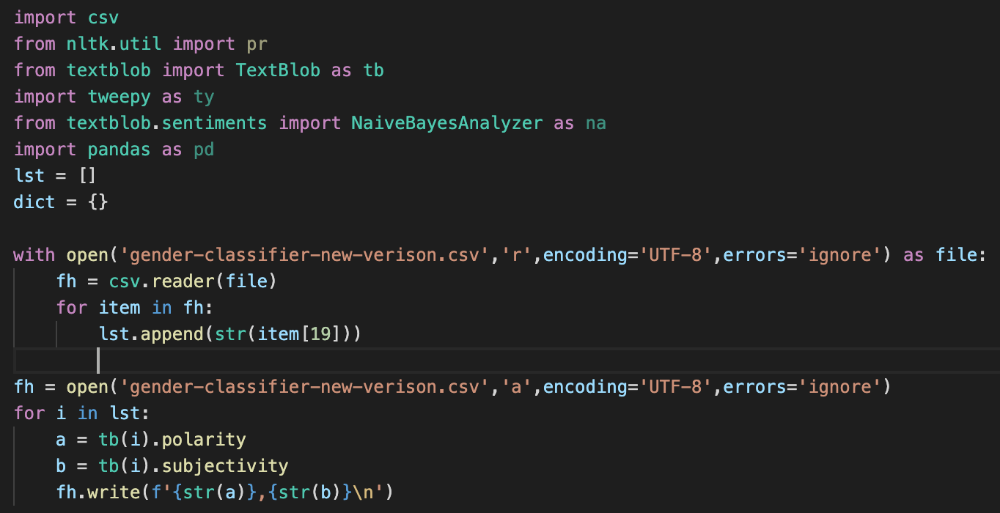 import csv
from nltk.util import pr
from textblob import TextBlob as tb
import tweepy as ty
from textblob.sentiments import NaiveBayesAnalyzer as na
import pandas as pd
lst = []
dict = {}

with open('gender-classifier-new-verison.csv','r',encoding='UTF-8',errors='ignore') as file:
    fh = csv.reader(file)
    for item in fh:
        lst.append(str(item[19]))

fh = open('gender-classifier-new-verison.csv','a',encoding='UTF-8',errors='ignore')
for i in lst:
    a = tb(i).polarity
    b = tb(i).subjectivity
    fh.write(f'{str(a)},{str(b)}\n')